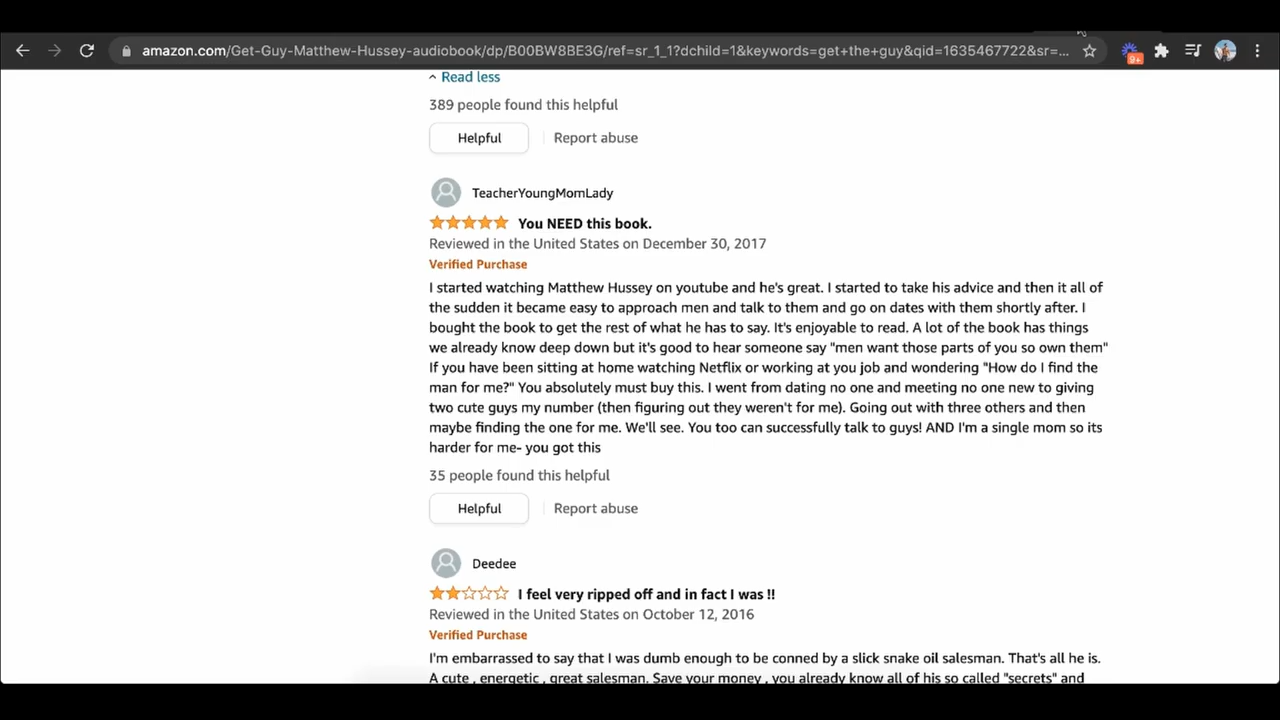 amazon.com/Get-Guy-Matthew-Hussey-audiobook/dp/B00BW8BE3G/ref=sr_1_1?dchild=1&keywords=get+the+guy&qid=1635467722&sr=...
9+
Read less
389 people found this helpful
Helpful
Report abuse
TeacherYoungMomLady
You NEED this book.
Reviewed in the United States on December 30, 2017
Verified Purchase
I started watching Matthew Hussey on youtube and he's great. I started to take his advice and then it all of
the sudden it became easy to approach men and talk to them and go on dates with them shortly after. I
bought the book to get the rest of what he has to say. It's enjoyable to read. A lot of the book has things
we already know deep down but it's good to hear someone say "men want those parts of you so own them"
If you have been sitting at home watching Netflix or working at you job and wondering "How do I find the
man for me?" You absolutely must buy this. I went from dating no one and meeting no one new to giving
two cute guys my number (then figuring out they weren't for me). Going out with three others and then
maybe finding the one for me. We'll see. You too can successfully talk to guys! AND I'm a single mom so its
harder for me- you got this
35 people found this helpful
Helpful
Report abuse
Deedee
I feel very ripped off and in fact I was !!
Reviewed in the United States on October 12, 2016
Verified Purchase
I'm embarrassed to say that I was dumb enough to be conned by a slick snake oil salesman. That's all he is.
A cute , energetic , great salesman. Save your money , you already know all of his so called "secrets" and